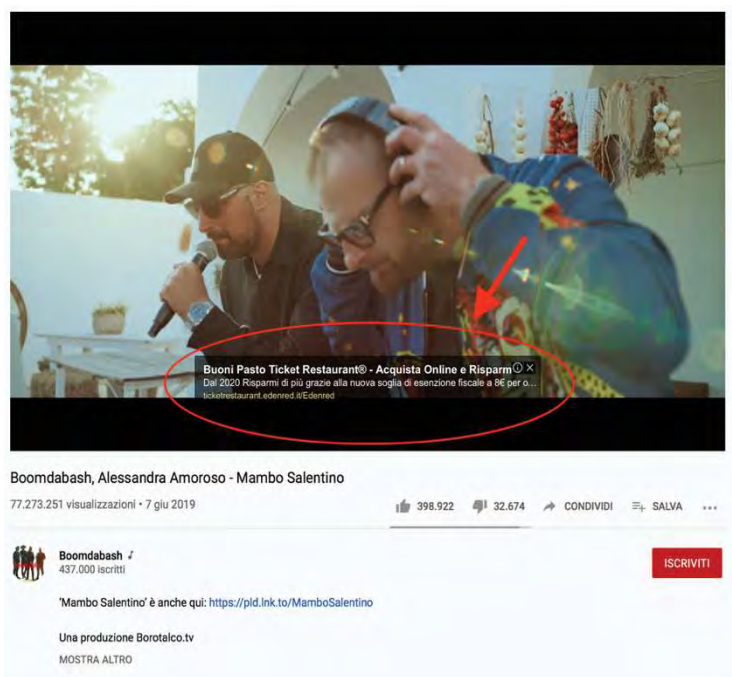 Buoni Pasto Ticket Restaurant® - Acquista Online e Risparm
Dal 2020 Risparmi di più grazie alla nuova soglia di esenzione fiscale a 8€ per o...
ticketrestaurant.edenred.it/Edenred
Boomdabash, Alessandra Amoroso - Mambo Salentino
77.273.251 visualizzazioni • 7 giu 2019
398.922 32.674 CONDIVIDI SALVA ...
Boomdabash
437.000 iscritti
ISCRIVITI
'Mambo Salentino' è anche qui: https://pld.lnk.to/MamboSalentino
Una produzione Borotalco.tv
MOSTRA ALTRO